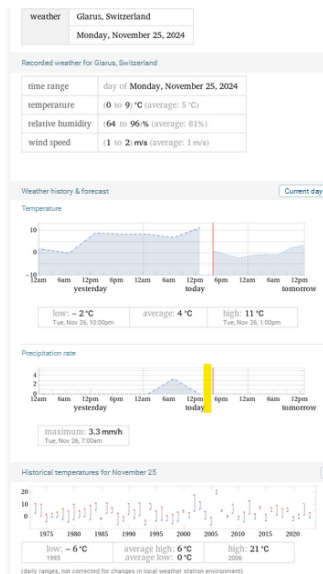 weather
Glarus, Switzerland
Monday, November 25, 2024
Recorded weather for Glarus, Switzerland
time range day of Monday, November 25, 2024
temperature (0 to 9) °C (average: 5 °C)
relative humidity (64 to 96)% (average: 81%)
wind speed (1 to 2) m/s (average: 1 m/s)
Weather history & forecast Current day
Temperature
10
0
-10
12am 6am 12pm 6pm 12am 6am 12pm 6pm 12am 6am 12pm
yesterday today tomorrow
low: − 2 °C average: 4 °C high: 11 °C
Tue, Nov 26, 10:00pm Tue, Nov 26, 1:00pm
Precipitation rate
4
2
0
12am 6am 12pm 6pm 12am 6am 12pm 6pm 12am 6am 12pm
yesterday today tomorrow
maximum: 3.3 mm/h
Tue, Nov 26, 7:00am
Historical temperatures for November 25
20
10
0
1975 1980 1985 1990 1995 2000 2005 2010 2015 2020
low: − 6 °C average high: 6 °C high: 21 °C
1993 average low: 0 °C 2006
(daily ranges, not corrected for changes in local weather station environment)